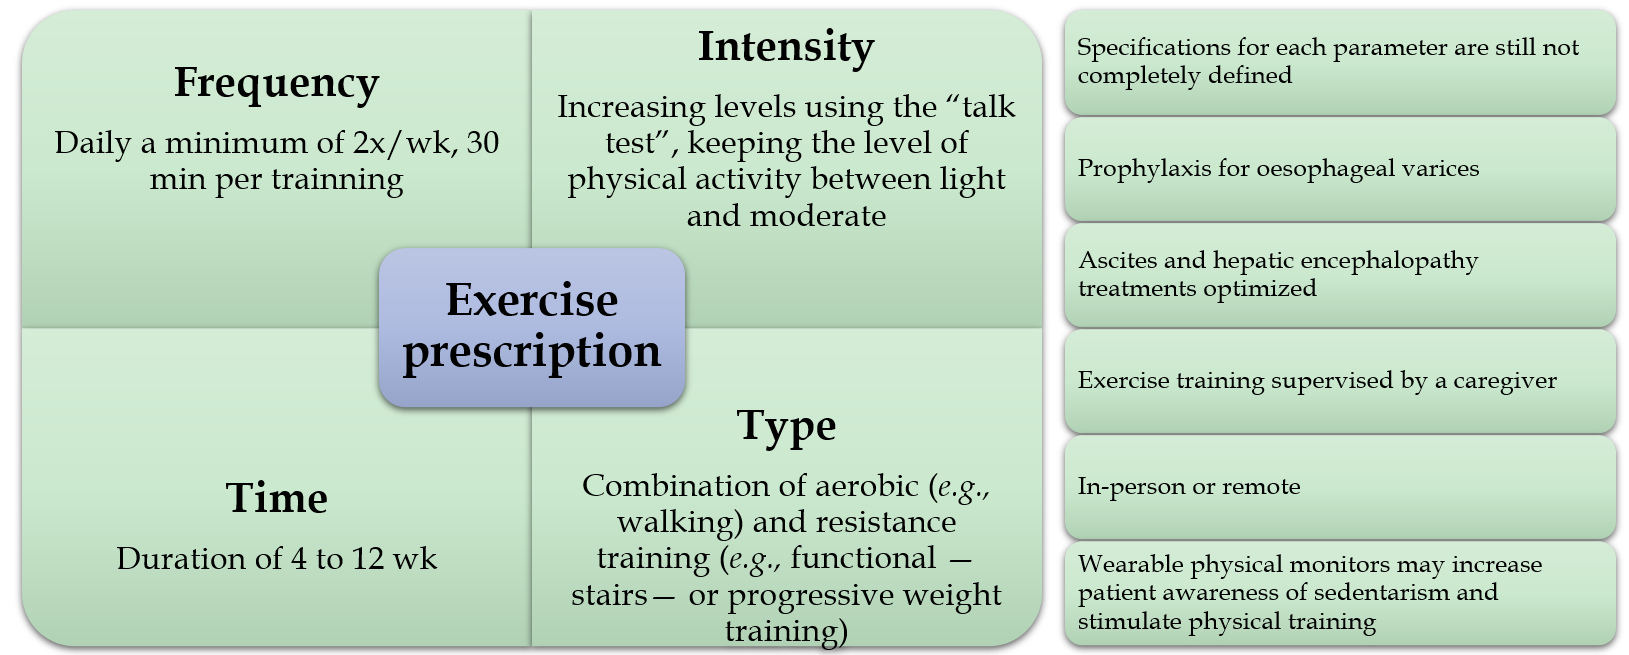 Frequency
Daily a minimum of 2x/wk, 30
min per trainning
Intensity
Increasing levels using the “talk
test”, keeping the level of
physical activity between light
and moderate
Exercise
prescription
Time
Duration of 4 to 12 wk
Type
Combination of aerobic (e.g.,
walking) and resistance
training (e.g., functional —
stairs— or progressive weight
training)
Specifications for each parameter are still not
completely defined
Prophylaxis for oesophageal varices
Ascites and hepatic encephalopathy
treatments optimized
Exercise training supervised by a caregiver
In-person or remote
Wearable physical monitors may increase
patient awareness of sedentarism and
stimulate physical training